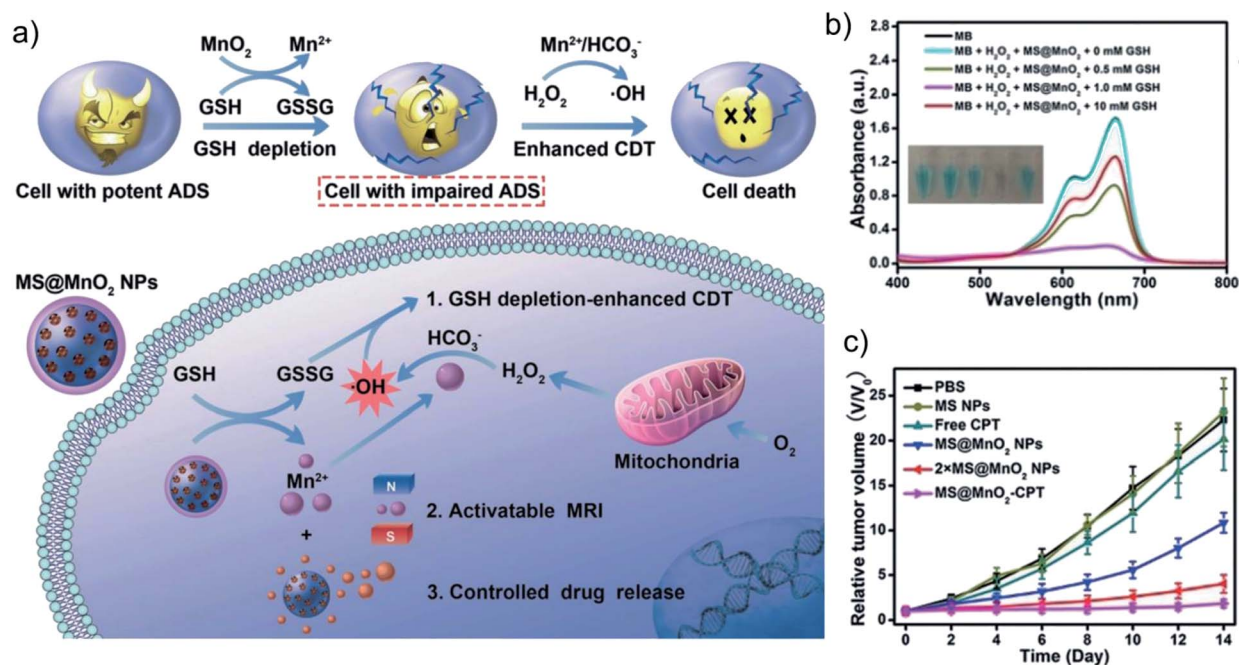 a)
MnO₂ Mn²⁺
GSH GSSG
GSH depletion
Mn²⁺/HCO₃⁻
H₂O₂ ·OH
Enhanced CDT
Cell with potent ADS
Cell with impaired ADS
Cell death
MS@MnO₂ NPs
1. GSH depletion-enhanced CDT
HCO₃⁻
GSH
GSSG
·OH
H₂O₂
Mitochondria
O₂
Mn²⁺
+
N
S
2. Activatable MRI
3. Controlled drug release
b)
Absorbance (a.u.)
2.8
2.4
2.0
1.6
1.2
0.8
0.4
0.0
MB
MB + H₂O₂ + MS@MnO₂ + 0 mM GSH
MB + H₂O₂ + MS@MnO₂ + 0.5 mM GSH
MB + H₂O₂ + MS@MnO₂ + 1.0 mM GSH
MB + H₂O₂ + MS@MnO₂ + 10 mM GSH
400 500 600 700 800
Wavelength (nm)
c)
Relative tumor volume (V/V₀)
25
20
15
10
5
0
PBS
MS NPs
Free CPT
MS@MnO₂ NPs
2×MS@MnO₂ NPs
MS@MnO₂-CPT
0 2 4 6 8 10 12 14
Time (Day)